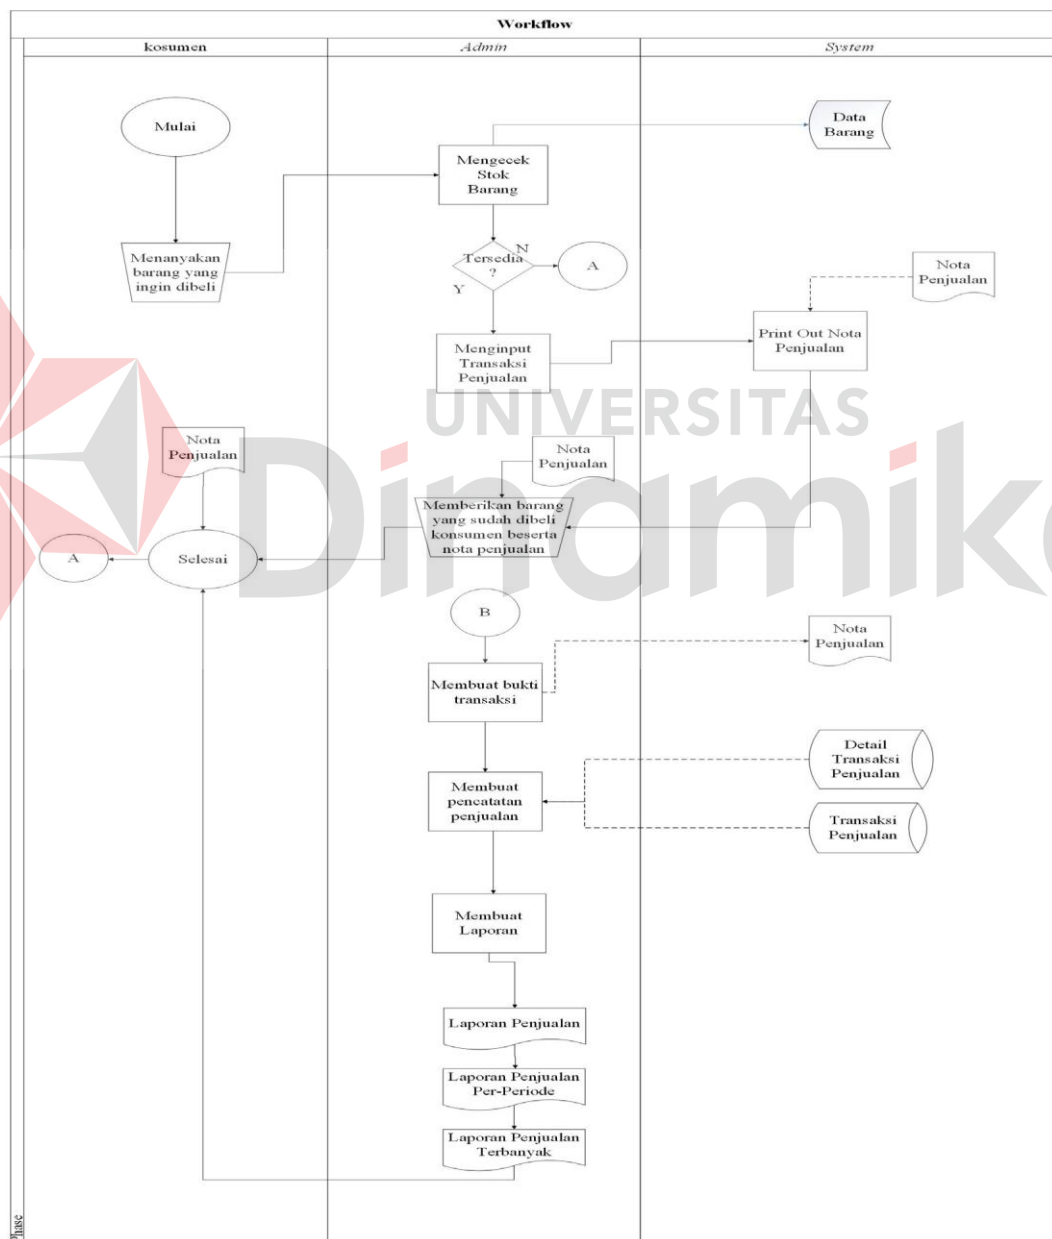 Workflow
kosumen
Admin
System
Mulai
Data
Barang
Mengecek
Stok
Barang
Menanyakan
barang yang
ingin dibeli
N
Tersedia
?
A
Y
Nota
Penjualan
Menginput
Transaksi
Penjualan
Print Out Nota
Penjualan
UNIVERSITAS
Dinamika
Nota
Penjualan
Nota
Penjualan
Memberikan barang
yang sudah dibeli
konsumen beserta
nota penjualan
A
Selesai
B
Nota
Penjualan
Membuat bukti
transaksi
Detail
Transaksi
Penjualan
Membuat
pencatatan
penjualan
Transaksi
Penjualan
Membuat
Laporan
Laporan Penjualan
Laporan Penjualan
Per-Periode
Laporan Penjualan
Terbanyak
Phase